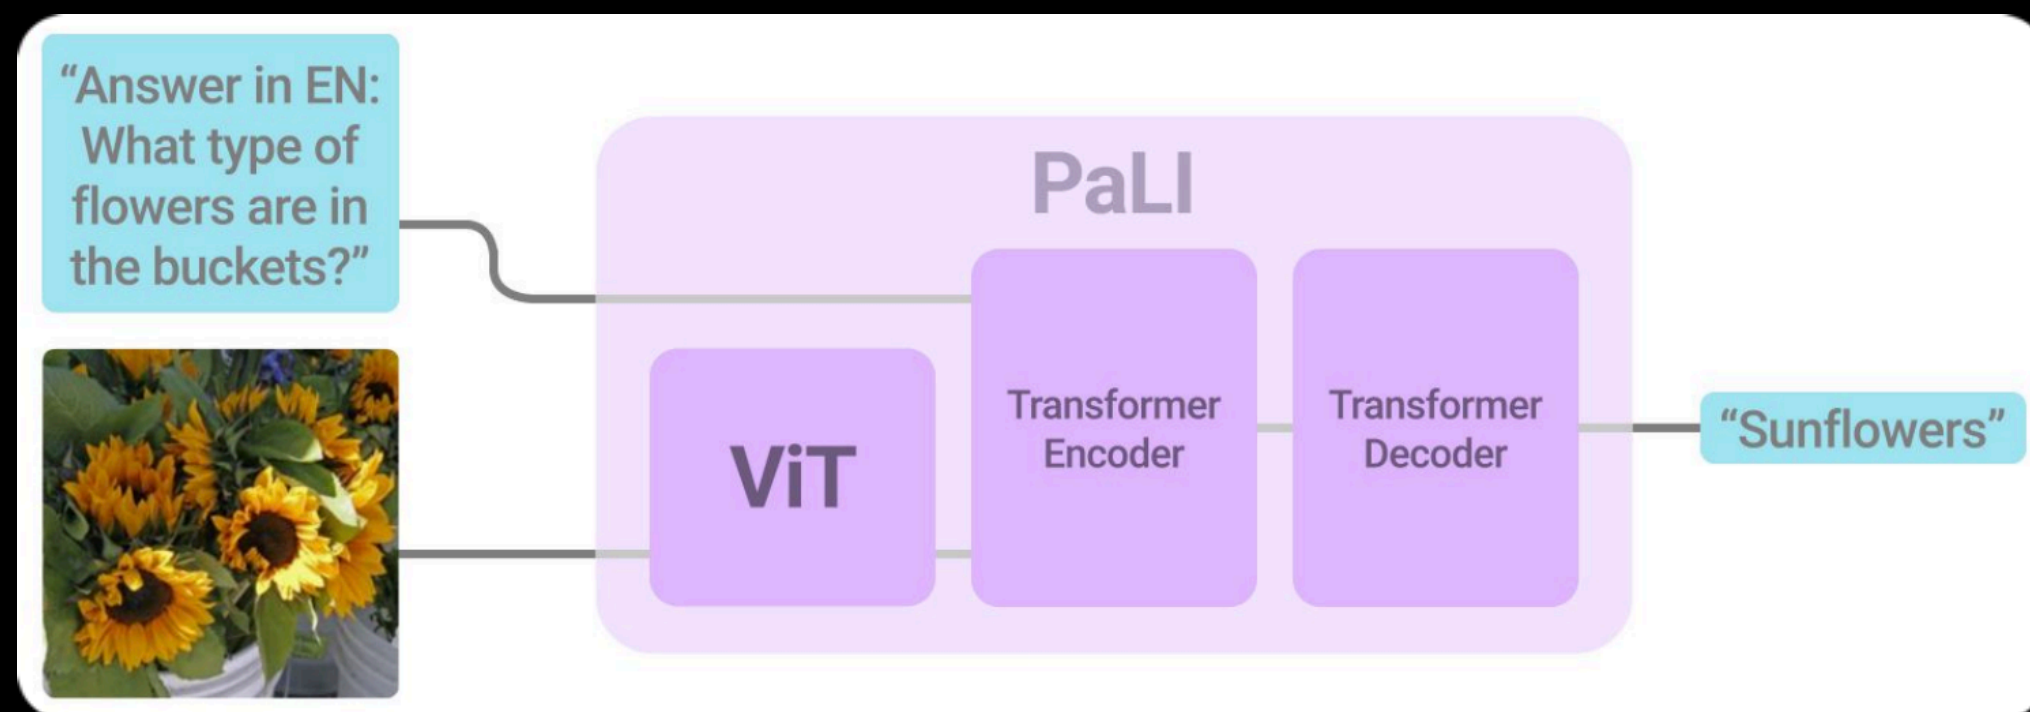 “Answer in EN:
What type of
flowers are in
the buckets?”
PaLI
ViT
Transformer
Encoder
Transformer
Decoder
“Sunflowers”